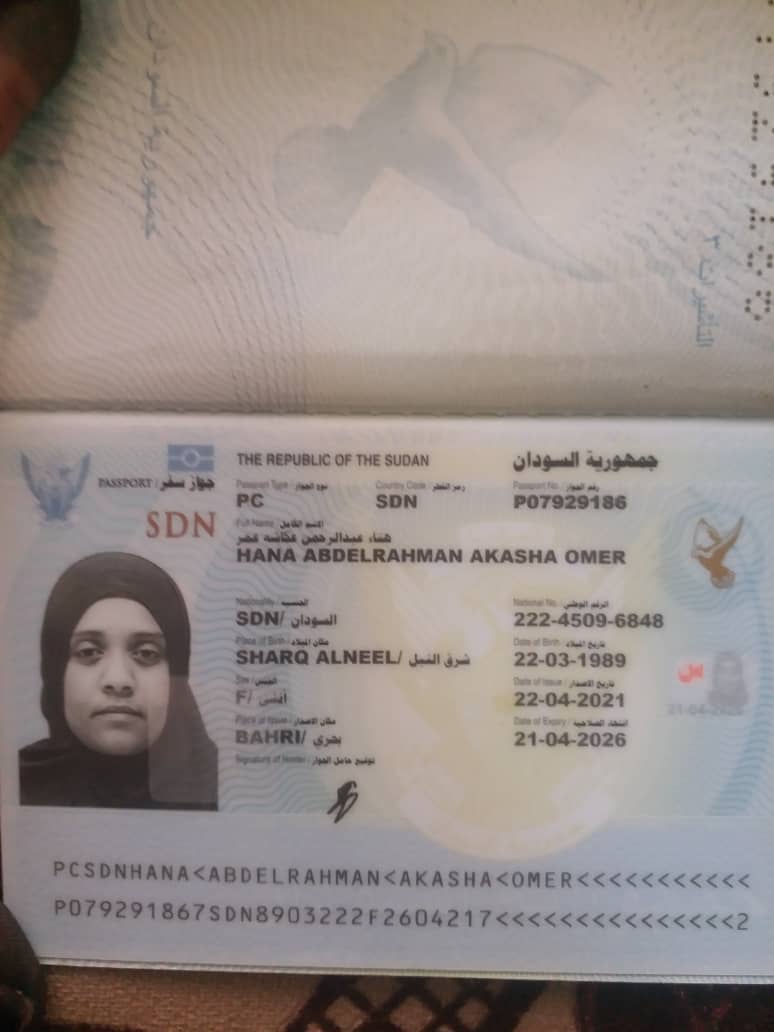 جمهورية السودان
التأشيرات ٣
THE REPUBLIC OF THE SUDAN جمهورية السودان
PASSPORT / جواز سفر
Passport Type / نوع الجواز Country Code / رمز القطر Passport No. / رقم الجواز
PC SDN P07929186
SDN
Full Name / الاسم الكامل
هناء عبدالرحمن عكاشه عمر
HANA ABDELRAHMAN AKASHA OMER
Nationality / الجنسية National No. / الرقم الوطني
SDN/ السودان 222-4509-6848
Place of Birth / مكان الميلاد Date of Birth / تاريخ الميلاد
SHARQ ALNEEL/ شرق النيل 22-03-1989
Sex / الجنس Date of Issue / تاريخ الاصدار
F/ أنثى 22-04-2021
Place of Issue / مكان الاصدار Date of Expiry / انتهاء الصلاحية
BAHRI/ بحري 21-04-2026
Signature of Holder / توقيع حامل الجواز
س
PCSDNHANA<ABDELRAHMAN<AKASHA<OMER<<<<<<<<<<<
P079291867SDN8903222F2604217<<<<<<<<<<<<<<<2